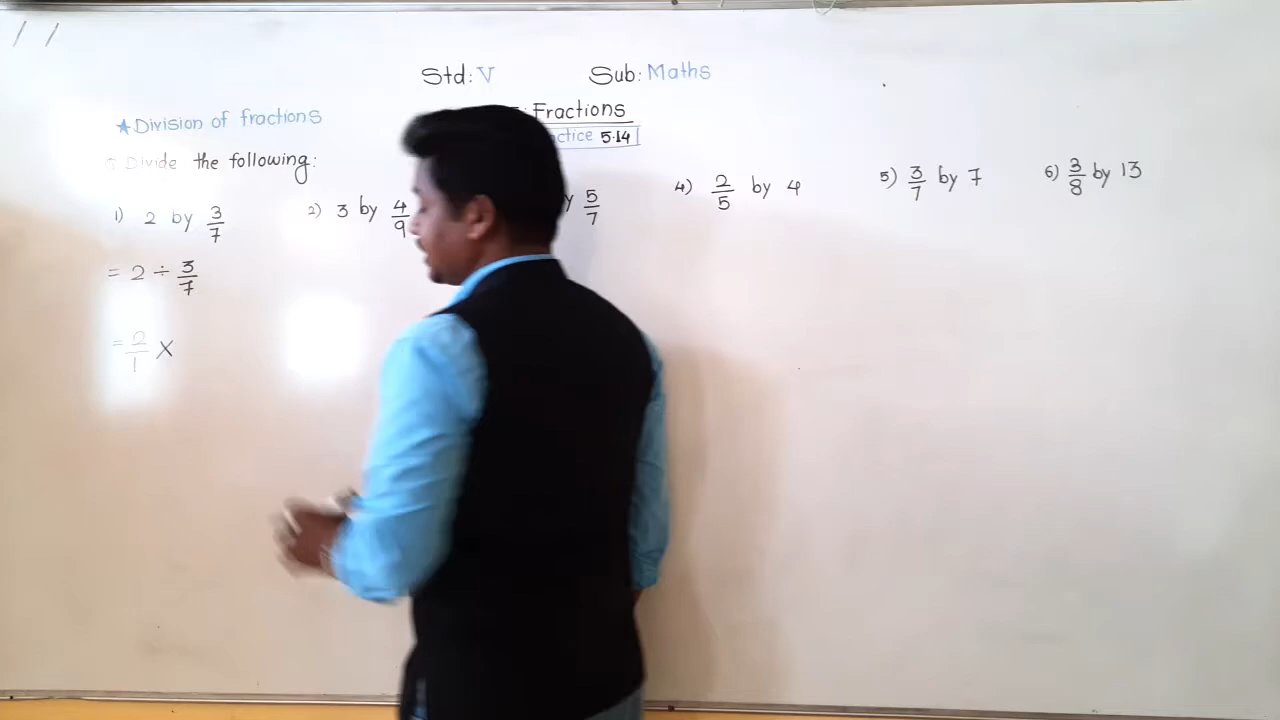 Std: V Sub: Maths
★Division of fractions
: Fractions
ctice 5.14
Divide the following:
1) 2 by 3/7 2) 3 by 4/9 y 5/7 4) 2/5 by 4 5) 3/7 by 7 6) 3/8 by 13
= 2 ÷ 3/7
= 2/1 ×